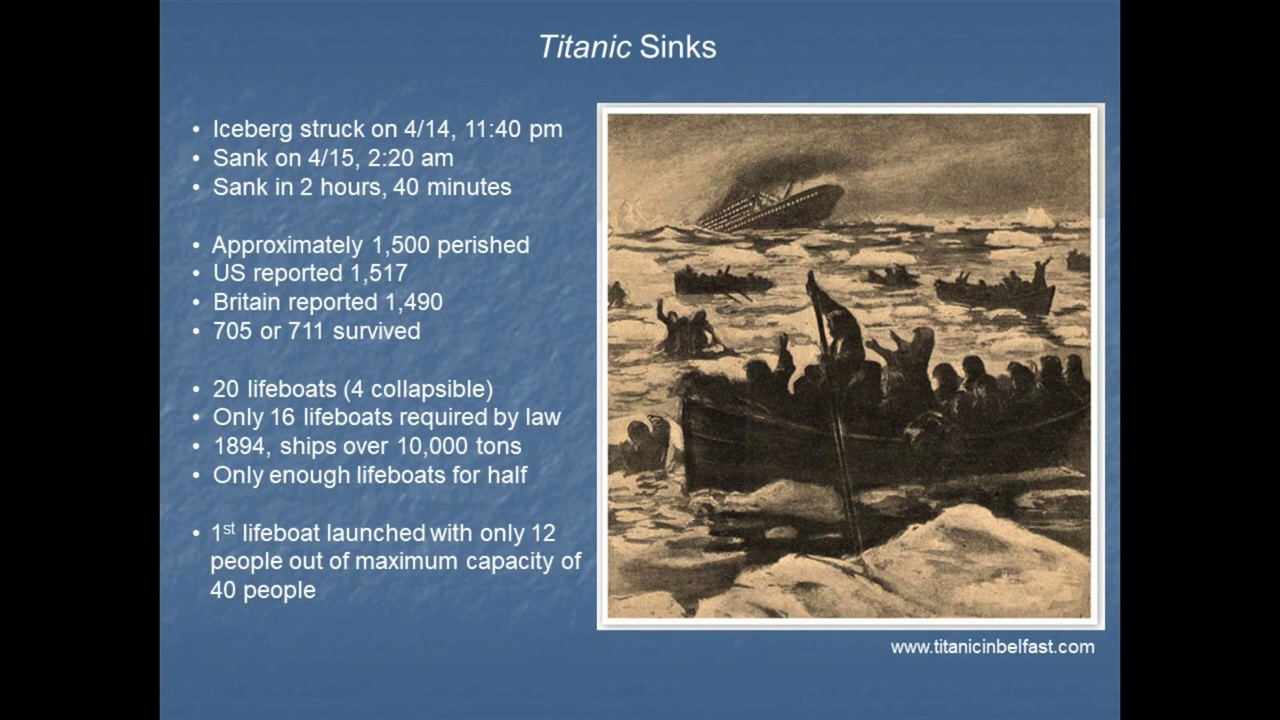 Titanic Sinks
• Iceberg struck on 4/14, 11:40 pm
• Sank on 4/15, 2:20 am
• Sank in 2 hours, 40 minutes
• Approximately 1,500 perished
• US reported 1,517
• Britain reported 1,490
• 705 or 711 survived
• 20 lifeboats (4 collapsible)
• Only 16 lifeboats required by law
• 1894, ships over 10,000 tons
• Only enough lifeboats for half
• 1st lifeboat launched with only 12
people out of maximum capacity of
40 people
www.titanicinbelfast.com